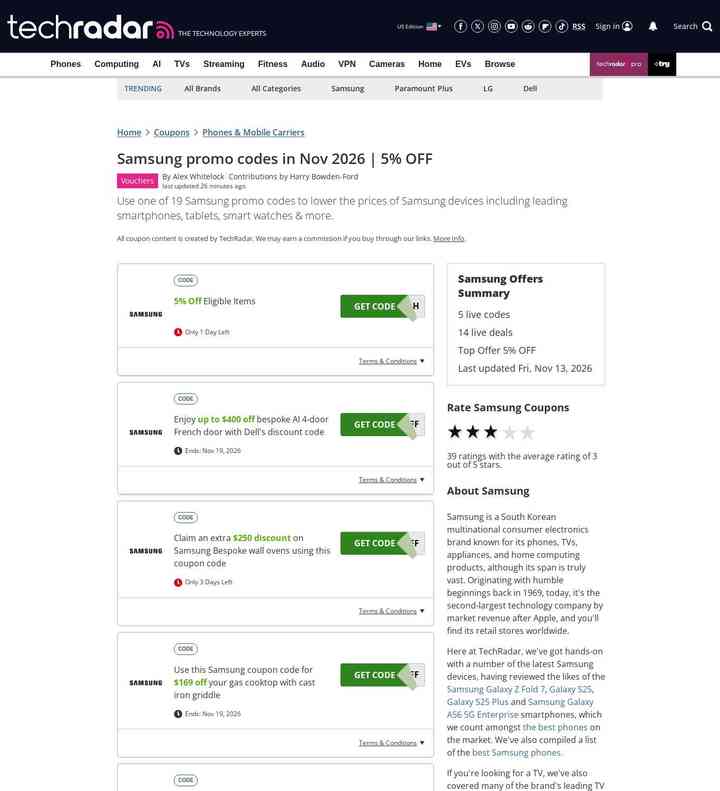 techradar THE TECHNOLOGY EXPERTS
US Edition RSS Sign in Search
Phones Computing AI TVs Streaming Fitness Audio VPN Cameras Home EVs Browse techradar pro
TRENDING All Brands All Categories Samsung Paramount Plus LG Dell
Home > Coupons > Phones & Mobile Carriers
Samsung promo codes in Nov 2026 | 5% OFF
Vouchers By Alex Whitelock Contributions by Harry Bowden-Ford
last updated 26 minutes ago
Use one of 19 Samsung promo codes to lower the prices of Samsung devices including leading
smartphones, tablets, smart watches & more.
All coupon content is created by TechRadar. We may earn a commission if you buy through our links. More Info.
CODE
5% Off Eligible Items
GET CODE H
SAMSUNG
Only 1 Day Left
Terms & Conditions ▼
CODE
Enjoy up to $400 off bespoke AI 4-door
French door with Dell's discount code
GET CODE FF
SAMSUNG
Ends: Nov 19, 2026
Terms & Conditions ▼
CODE
Claim an extra $250 discount on
Samsung Bespoke wall ovens using this
coupon code
GET CODE FF
SAMSUNG
Only 3 Days Left
Terms & Conditions ▼
CODE
Use this Samsung coupon code for
$169 off your gas cooktop with cast
iron griddle
GET CODE FF
SAMSUNG
Ends: Nov 19, 2026
Terms & Conditions ▼
CODE
Samsung Offers
Summary
5 live codes
14 live deals
Top Offer 5% OFF
Last updated Fri, Nov 13, 2026
Rate Samsung Coupons
39 ratings with the average rating of 3
out of 5 stars.
About Samsung
Samsung is a South Korean
multinational consumer electronics
brand known for its phones, TVs,
appliances, and home computing
products, although its span is truly
vast. Originating with humble
beginnings back in 1969, today, it's the
second-largest technology company by
market revenue after Apple, and you'll
find its retail stores worldwide.
Here at TechRadar, we've got hands-on
with a number of the latest Samsung
devices, having reviewed the likes of the
Samsung Galaxy Z Fold 7, Galaxy S25,
Galaxy S25 Plus and Samsung Galaxy
A56 5G Enterprise smartphones, which
we count amongst the best phones on
the market. We've also compiled a list
of the best Samsung phones.
If you're looking for a TV, we've also
covered many of the brand's leading TV